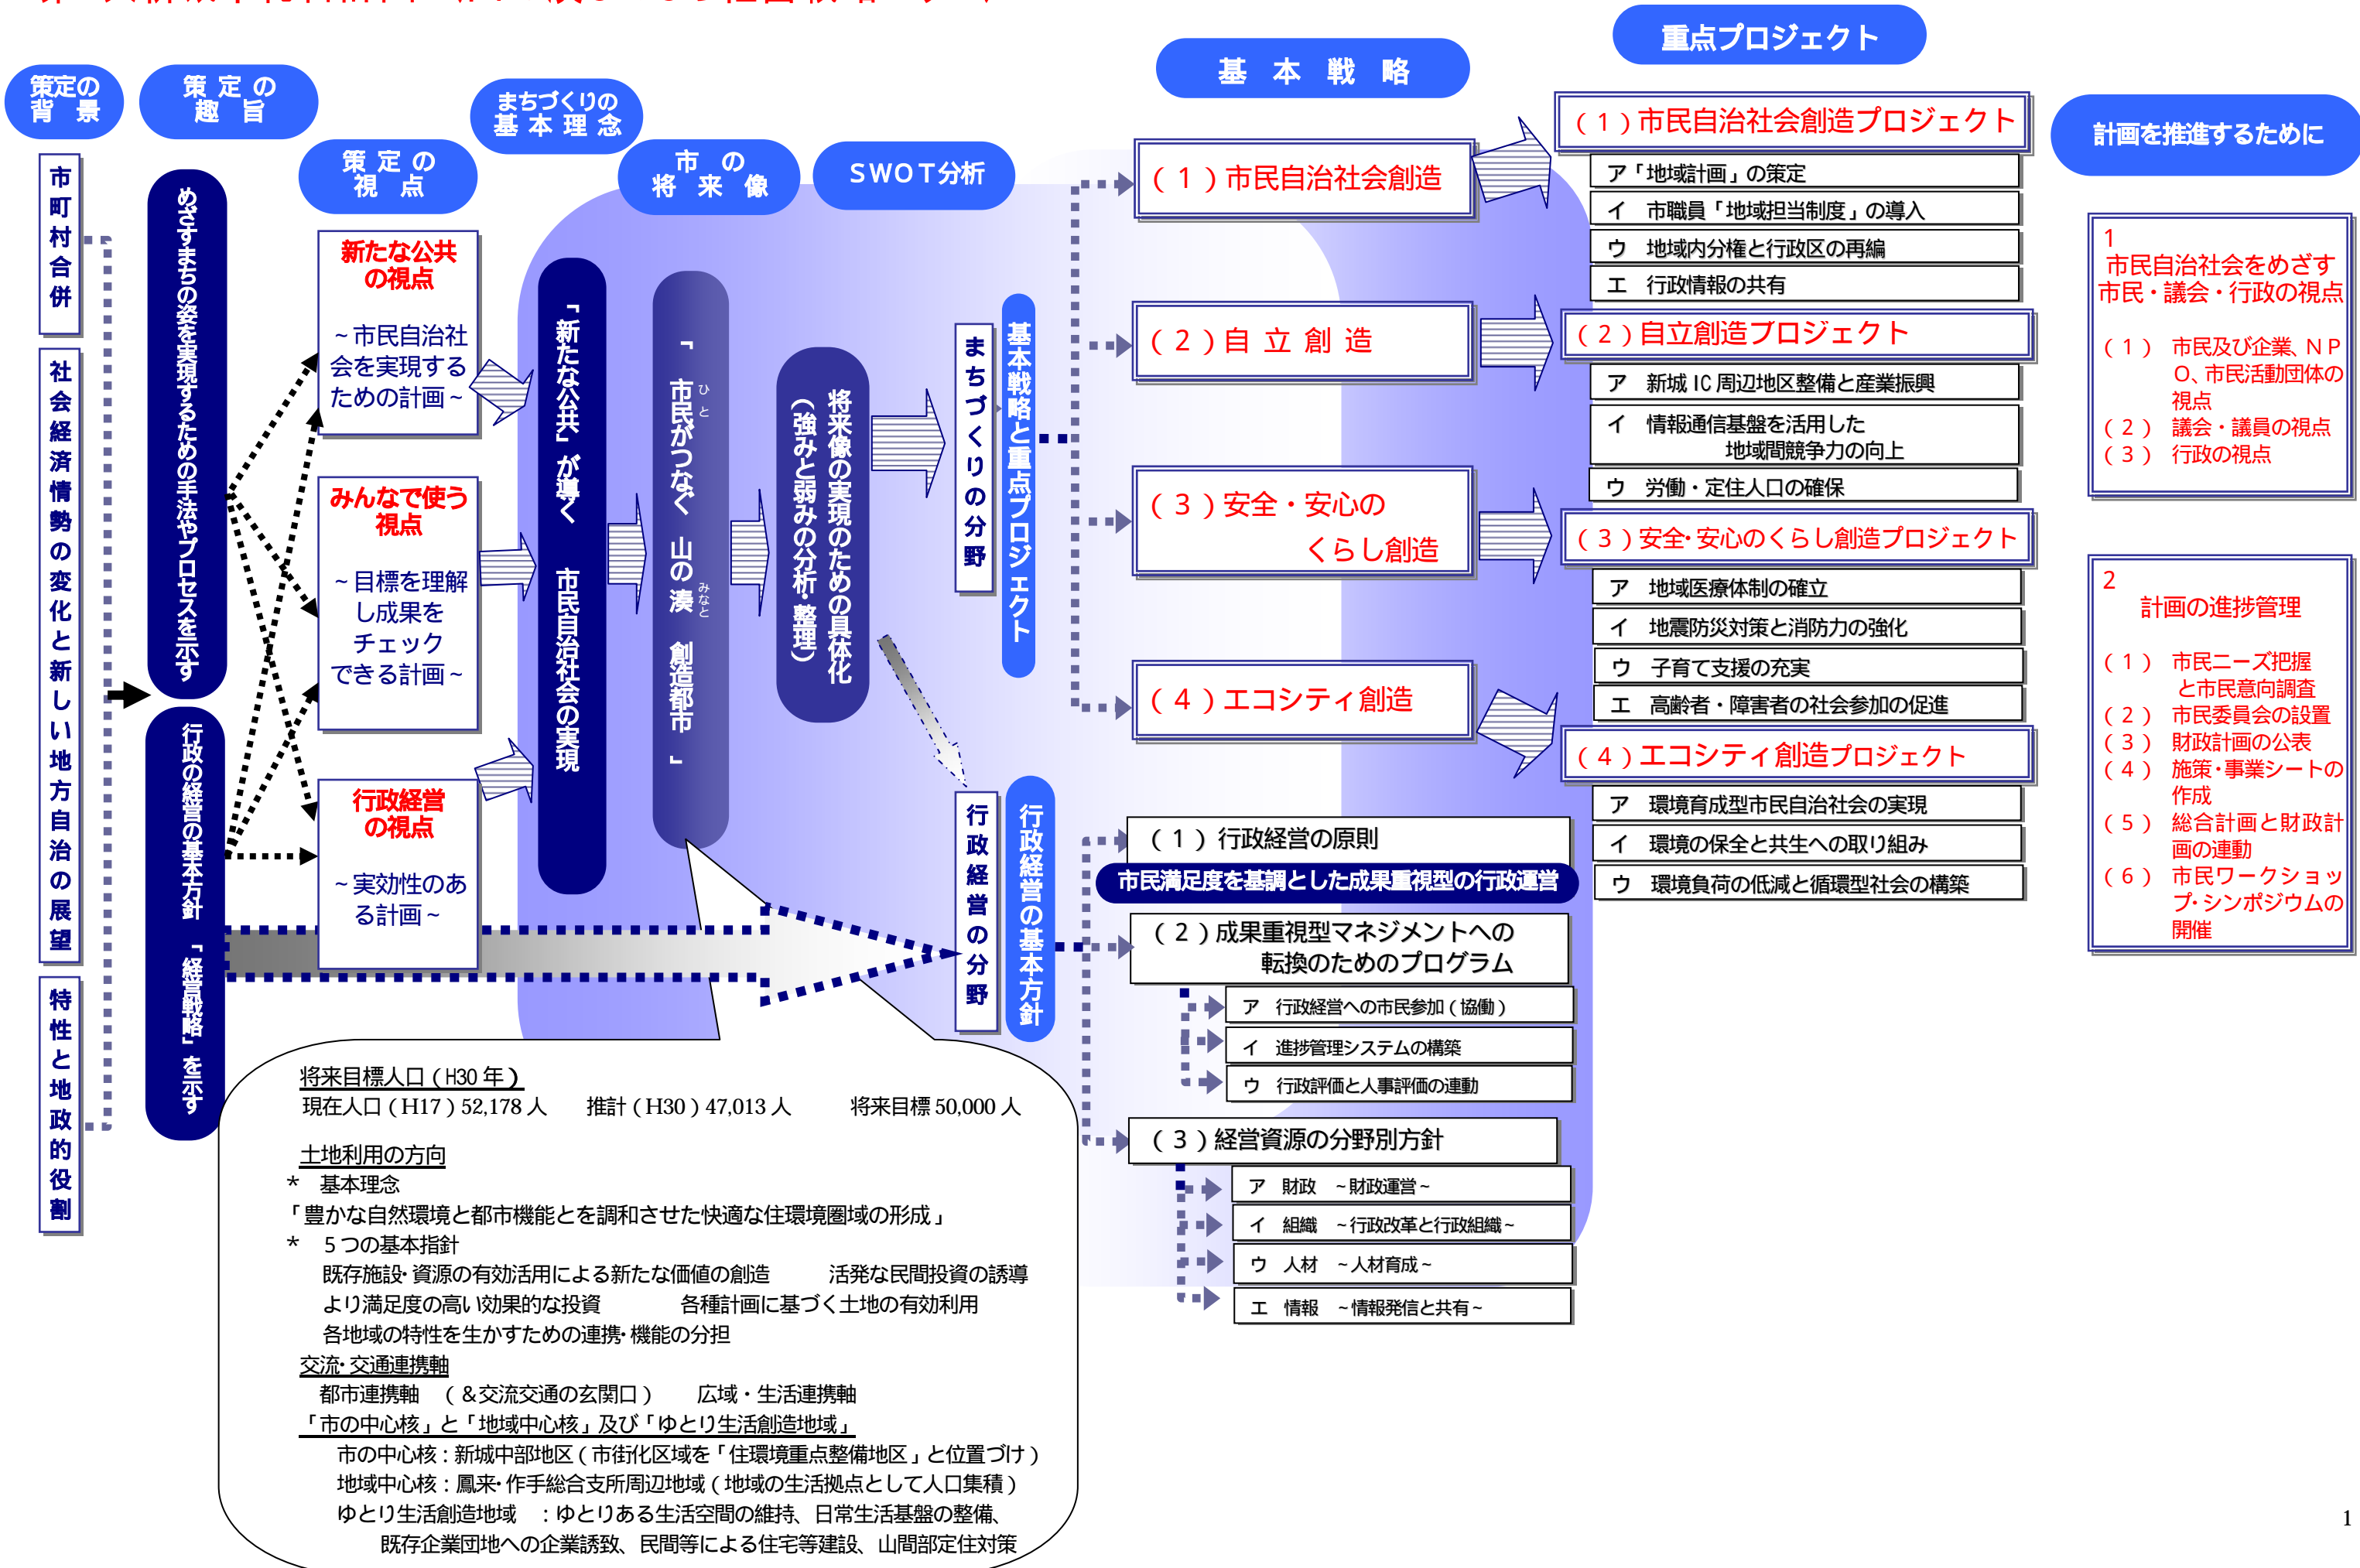 策定の
背 景
市町村合併
社会経済情勢の変化と新しい地方自治の展望
特性と地政的役割
策 定 の
趣 旨
めざすまちの姿を実現するための手法やプロセスを示す
行政の経営の基本方針 「経営戦略」を示す
策 定 の
視 点
新たな公共
の視点
~市民自治社
会を実現する
ための計画~
みんなで使う
視点
~目標を理解
し成果を
チェック
できる計画~
行政経営
の視点
~実効性のあ
る計画~
まちづくりの
基 本 理 念
「新たな公共」が導く 市民自治社会の実現
市 の
将 来 像
「 市民がつなぐ 山の湊 創造都市 」
ひ と
みなと
SWOT分析
将来像の実現のための具体化
(強みと弱みの分析・整理)
まちづくりの分野
基本戦略と重点プロジェクト
行政経営の分野
行政経営の基本方針
基 本 戦 略
(1)市民自治社会創造
(2)自 立 創 造
(3)安全・安心の
くらし創造
(4)エコシティ創造
(1)行政経営の原則
市民満足度を基調とした成果重視型の行政運営
(2)成果重視型マネジメントへの
転換のためのプログラム
ア 行政経営への市民参加(協働)
イ 進捗管理システムの構築
ウ 行政評価と人事評価の連動
(3)経営資源の分野別方針
ア 財政 ~財政運営~
イ 組織 ~行政改革と行政組織~
ウ 人材 ~人材育成~
エ 情報 ~情報発信と共有~
重点プロジェクト
(1)市民自治社会創造プロジェクト
ア「地域計画」の策定
イ 市職員「地域担当制度」の導入
ウ 地域内分権と行政区の再編
エ 行政情報の共有
(2)自立創造プロジェクト
ア 新城IC周辺地区整備と産業振興
イ 情報通信基盤を活用した
地域間競争力の向上
ウ 労働・定住人口の確保
(3)安全・安心のくらし創造プロジェクト
ア 地域医療体制の確立
イ 地震防災対策と消防力の強化
ウ 子育て支援の充実
エ 高齢者・障害者の社会参加の促進
(4)エコシティ創造プロジェクト
ア 環境育成型市民自治社会の実現
イ 環境の保全と共生への取り組み
ウ 環境負荷の低減と循環型社会の構築
計画を推進するために
1
市民自治社会をめざす
市民・議会・行政の視点
(1) 市民及び企業、NP
O、市民活動団体の
視点
(2) 議会・議員の視点
(3) 行政の視点
2
計画の進捗管理
(1) 市民ニーズ把握
と市民意向調査
(2) 市民委員会の設置
(3) 財政計画の公表
(4) 施策・事業シートの
作成
(5) 総合計画と財政計
画の連動
(6) 市民ワークショッ
プ・シンポジウムの
開催
将来目標人口(H30年)
現在人口(H17)52,178人 推計(H30)47,013人 将来目標50,000人
土地利用の方向
* 基本理念
「豊かな自然環境と都市機能とを調和させた快適な住環境圏域の形成」
* 5つの基本指針
既存施設・資源の有効活用による新たな価値の創造 活発な民間投資の誘導
より満足度の高い効果的な投資 各種計画に基づく土地の有効利用
各地域の特性を生かすための連携・機能の分担
交流・交通連携軸
都市連携軸 (&交流交通の玄関口) 広域・生活連携軸
「市の中心核」と「地域中心核」及び「ゆとり生活創造地域」
市の中心核:新城中部地区(市街化区域を「住環境重点整備地区」と位置づけ)
地域中心核:鳳来・作手総合支所周辺地域(地域の生活拠点として人口集積)
ゆとり生活創造地域 :ゆとりある生活空間の維持、日常生活基盤の整備、
既存企業団地への企業誘致、民間等による住宅等建設、山間部定住対策
1